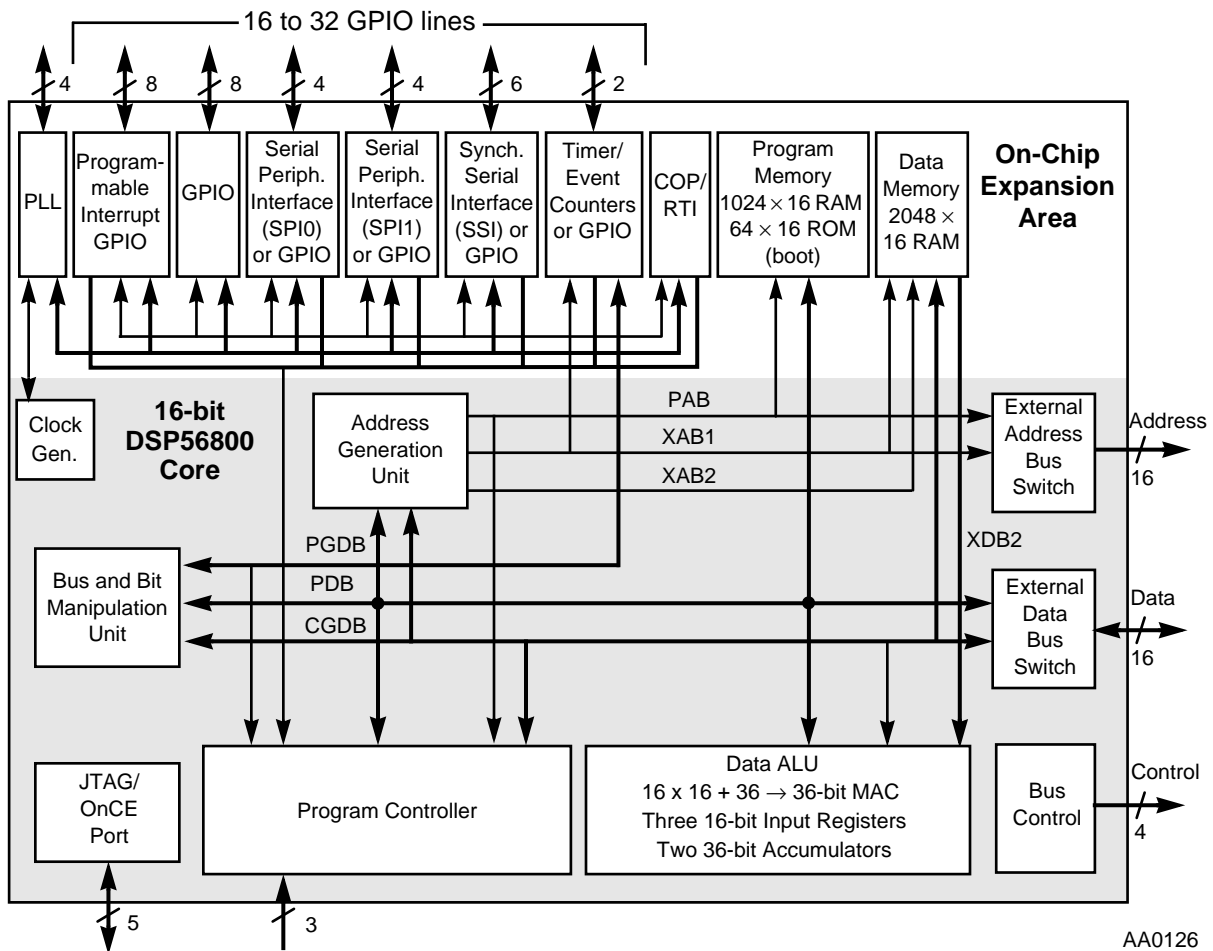 16 to 32 GPIO lines
4
8
8
4
4
6
2
PLL
Program-
mable
Interrupt
GPIO
GPIO
Serial
Periph.
Interface
(SPI0)
or GPIO
Serial
Periph.
Interface
(SPI1)
or GPIO
Synch.
Serial
Interface
(SSI) or
GPIO
Timer/
Event
Counters
or GPIO
COP/
RTI
Program
Memory
1024 × 16 RAM
64 × 16 ROM
(boot)
Data
Memory
2048 ×
16 RAM
On-Chip
Expansion
Area
Clock
Gen.
16-bit
DSP56800
Core
Address
Generation
Unit
PAB
XAB1
XAB2
External
Address
Bus
Switch
Address
16
PGDB
PDB
CGDB
XDB2
Bus and Bit
Manipulation
Unit
External
Data
Bus
Switch
Data
16
JTAG/
OnCE
Port
Program Controller
Data ALU
16 x 16 + 36 → 36-bit MAC
Three 16-bit Input Registers
Two 36-bit Accumulators
Bus
Control
Control
4
5
3
AA0126